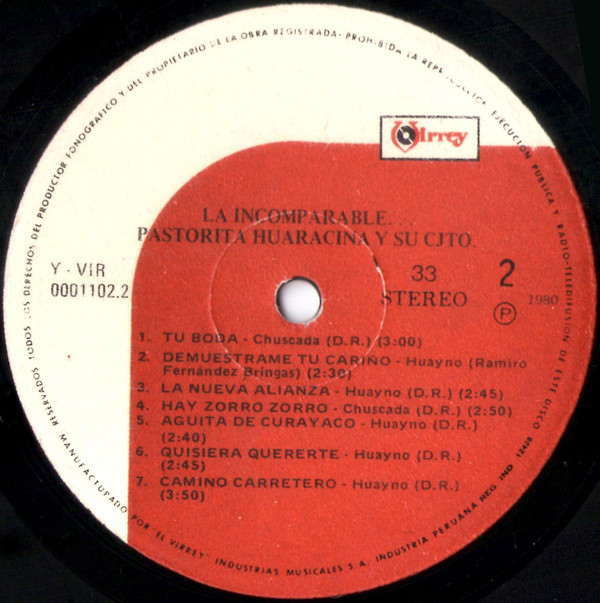 RESERVADOS TODOS LOS DERECHOS DEL PRODUCTOR FONOGRAFICO Y DEL PROPIETARIO DE LA OBRA REGISTRADA - PROHIBIDA LA REPRODUCCION, EJECUCION PUBLICA Y RADIO-TELEDIFUSION DE ESTE DISCO
Virrey
LA INCOMPARABLE. . .
PASTORITA HUARACINA Y SU CJTO.
Y - VIR
0001102.2
33
STEREO
2
P 1980
1. TU BODA - Chuscada (D.R.) (3:00)
2. DEMUESTRAME TU CARIÑO - Huayno (Ramiro
Fernández Bringas) (2:30)
3. LA NUEVA ALIANZA - Huayno (D.R.) (2:45)
4. HAY ZORRO ZORRO - Chuscada (D.R.) (2:50)
5. AGUITA DE CURAYACO - Huayno (D.R.)
(2:40)
6. QUISIERA QUERERTE - Huayno (D.R.)
(2:45)
7. CAMINO CARRETERO - Huayno (D.R.)
(3:50)
MANUFACTURADO POR "EL VIRREY" INDUSTRIAS MUSICALES S.A. INDUSTRIA PERUANA REG IND 12428